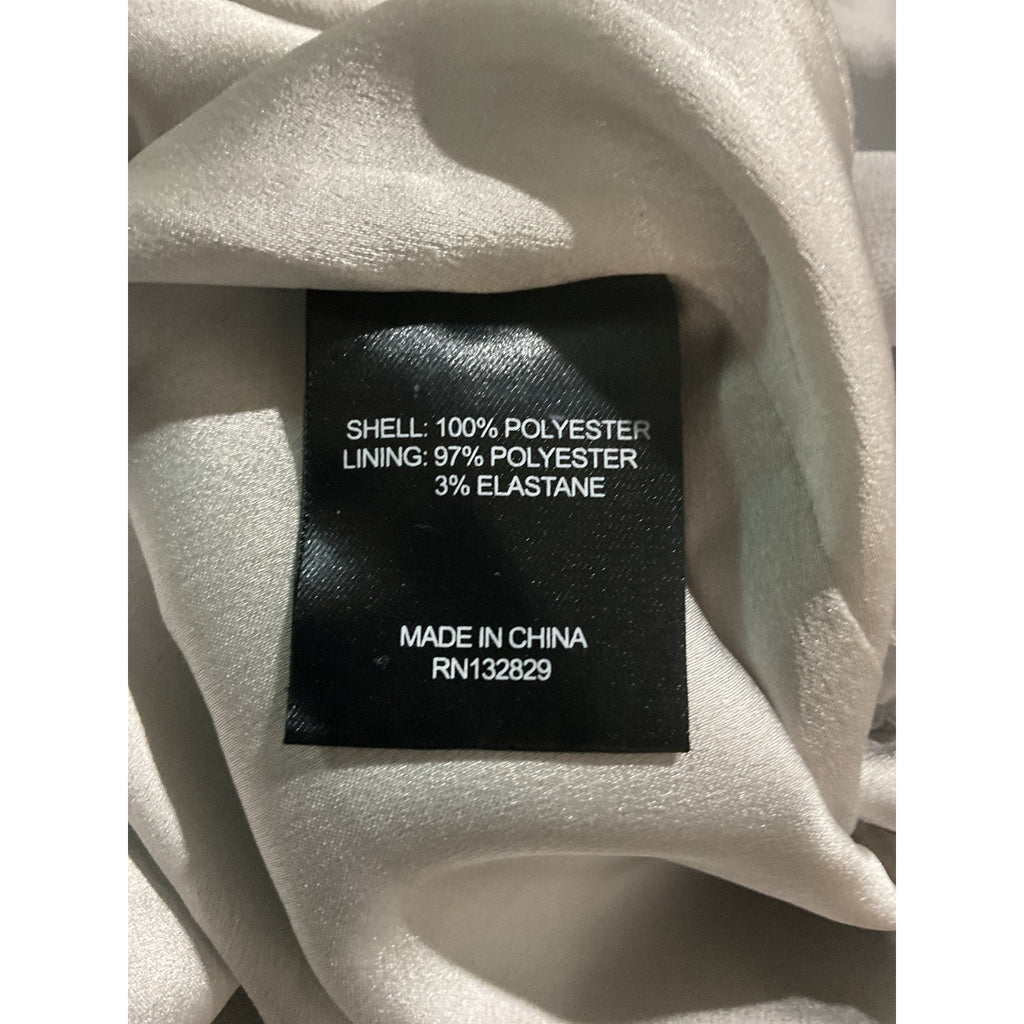 SHELL: 100% POLYESTER
LINING: 97% POLYESTER
3% ELASTANE
MADE IN CHINA
RN132829